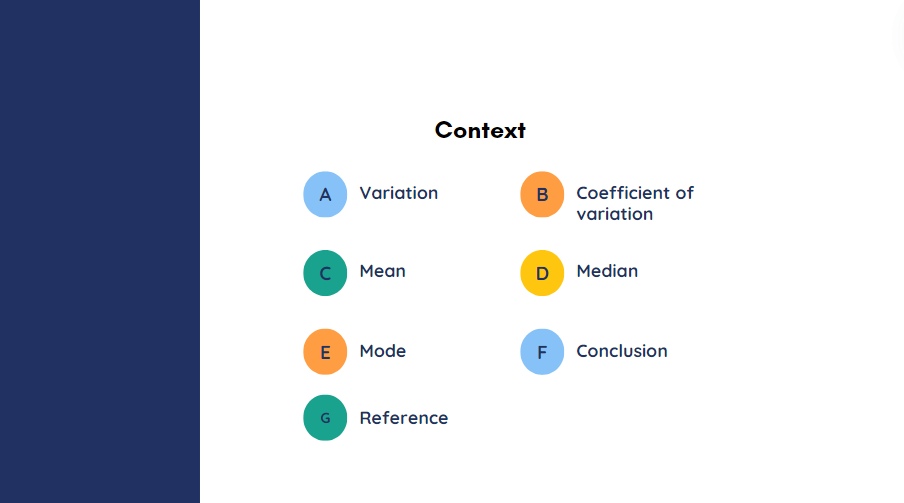 Context
A Variation
B Coefficient of
variation
C Mean
D Median
E Mode
F Conclusion
G Reference